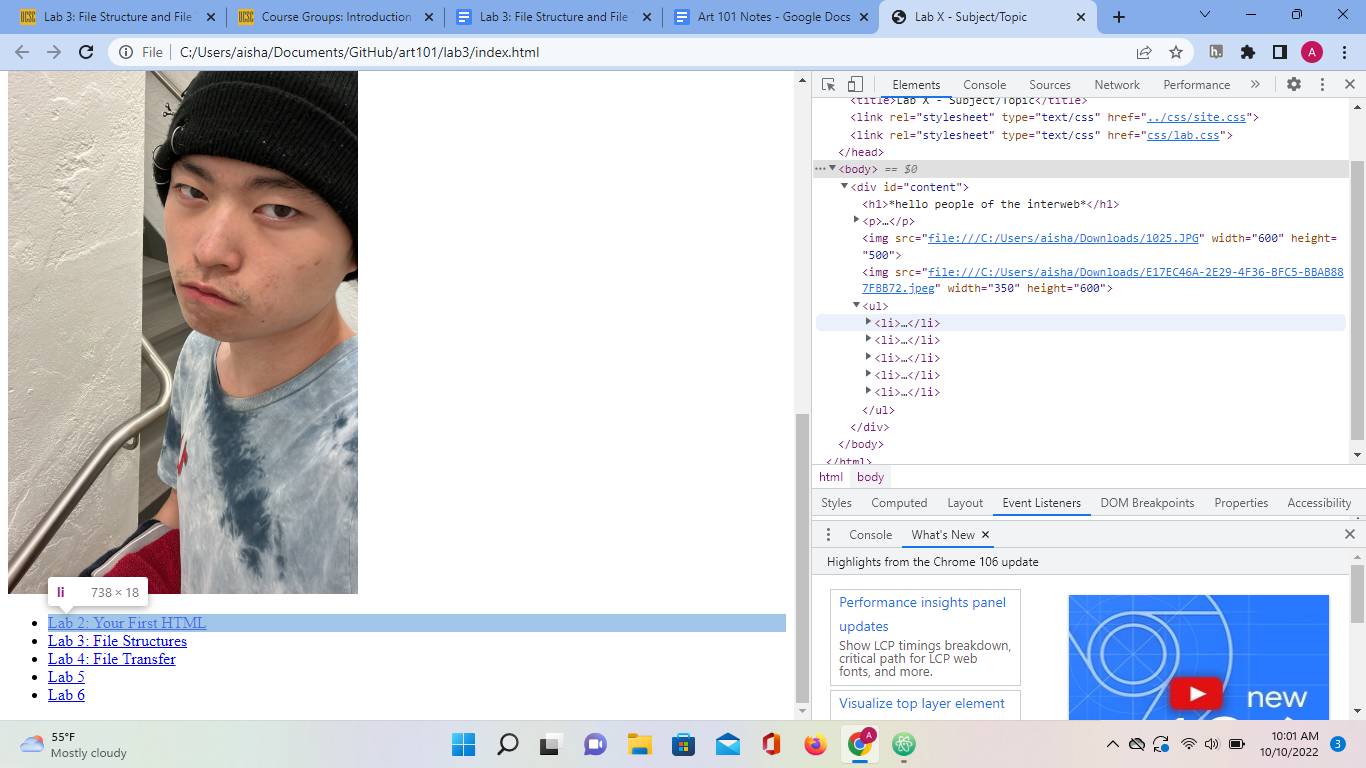 Lab 3: File Structure and File
Course Groups: Introduction
Lab 3: File Structure and File
Art 101 Notes - Google Docs
Lab X - Subject/Topic
File
C:/Users/aisha/Documents/GitHub/art101/lab3/index.html
A
li 738 × 18
Lab 2: Your First HTML
Lab 3: File Structures
Lab 4: File Transfer
Lab 5
Lab 6
Elements Console Sources Network Performance »
<title>Lab X - Subject/Topic</title>
<link rel="stylesheet" type="text/css" href="../css/site.css">
<link rel="stylesheet" type="text/css" href="css/lab.css">
</head>
<body> == $0
<div id="content">
<h1>*hello people of the interweb*</h1>
<p>…</p>
<img src="file:///C:/Users/aisha/Downloads/1025.JPG" width="600" height=
"500">
<img src="file:///C:/Users/aisha/Downloads/E17EC46A-2E29-4F36-BFC5-BBAB88
7FBB72.jpeg" width="350" height="600">
<ul>
<li>…</li>
<li>…</li>
<li>…</li>
<li>…</li>
<li>…</li>
</ul>
</div>
</body>
</html>
html body
Styles Computed Layout Event Listeners DOM Breakpoints Properties Accessibility
Console What's New
Highlights from the Chrome 106 update
Performance insights panel
updates
Show LCP timings breakdown,
critical path for LCP web
fonts, and more.
Visualize top layer element
new
55°F
Mostly cloudy
A
10:01 AM
10/10/2022
3